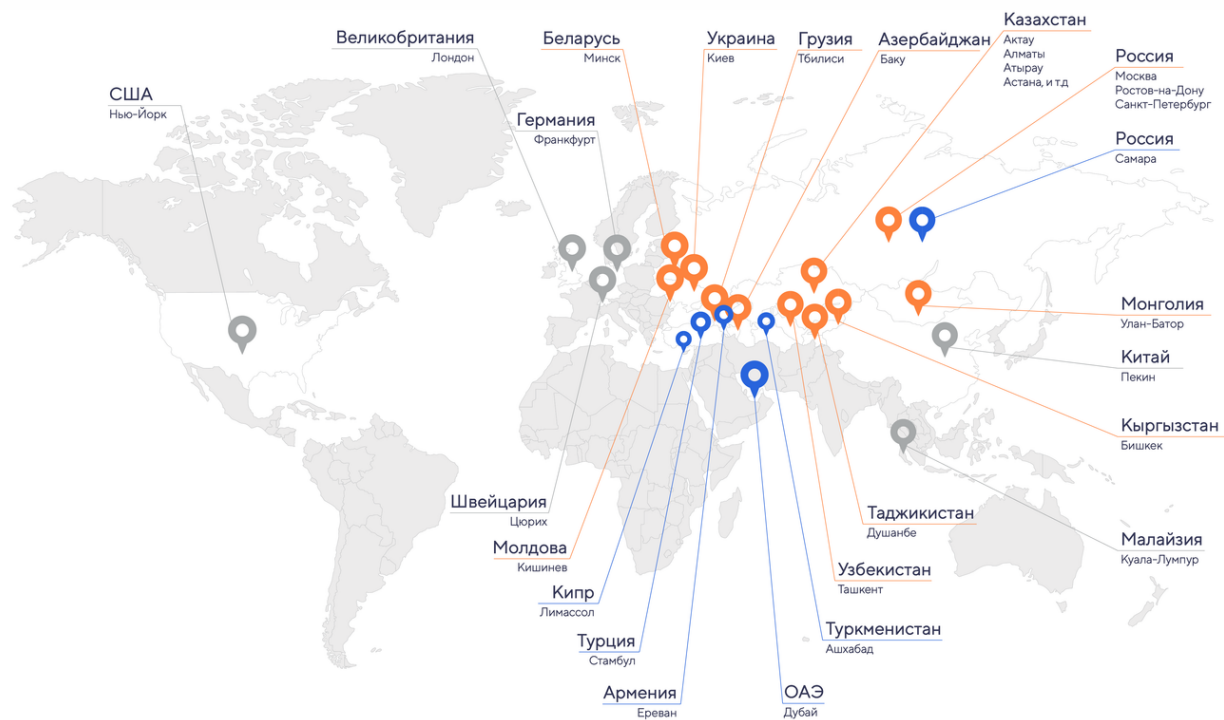 Великобритания
Лондон
Беларусь
Минск
Украина
Киев
Грузия
Тбилиси
Азербайджан
Баку
Казахстан
Актау
Алматы
Атырау
Астана, и т.д
Россия
Москва
Ростов-на-Дону
Санкт-Петербург
США
Нью-Йорк
Германия
Франкфурт
Россия
Самара
Монголия
Улан-Батор
Китай
Пекин
Кыргызстан
Бишкек
Швейцария
Цюрих
Таджикистан
Душанбе
Молдова
Кишинев
Малайзия
Куала-Лумпур
Узбекистан
Ташкент
Кипр
Лимассол
Турция
Стамбул
Туркменистан
Ашхабад
Армения
Ереван
ОАЭ
Дубай